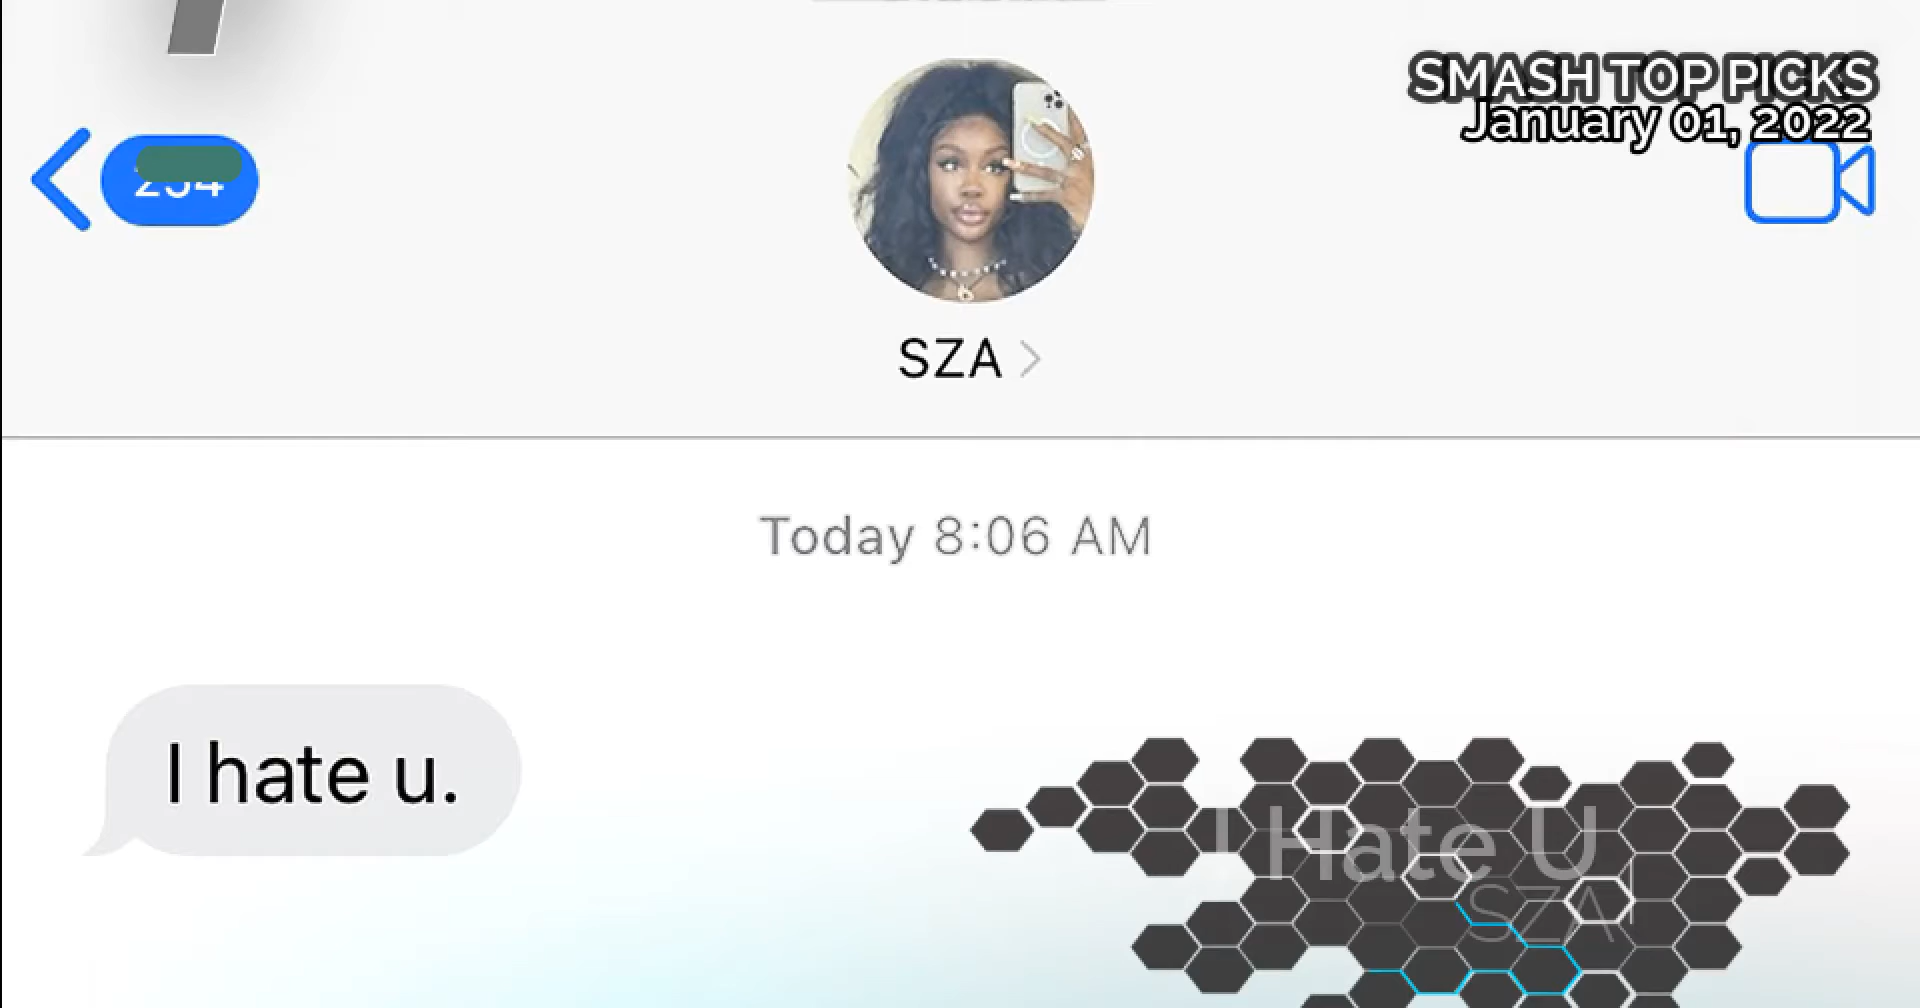 SMASH TOP PICKS
January 01, 2022
SZA
Today 8:06 AM
I hate u.
I Hate U
SZA